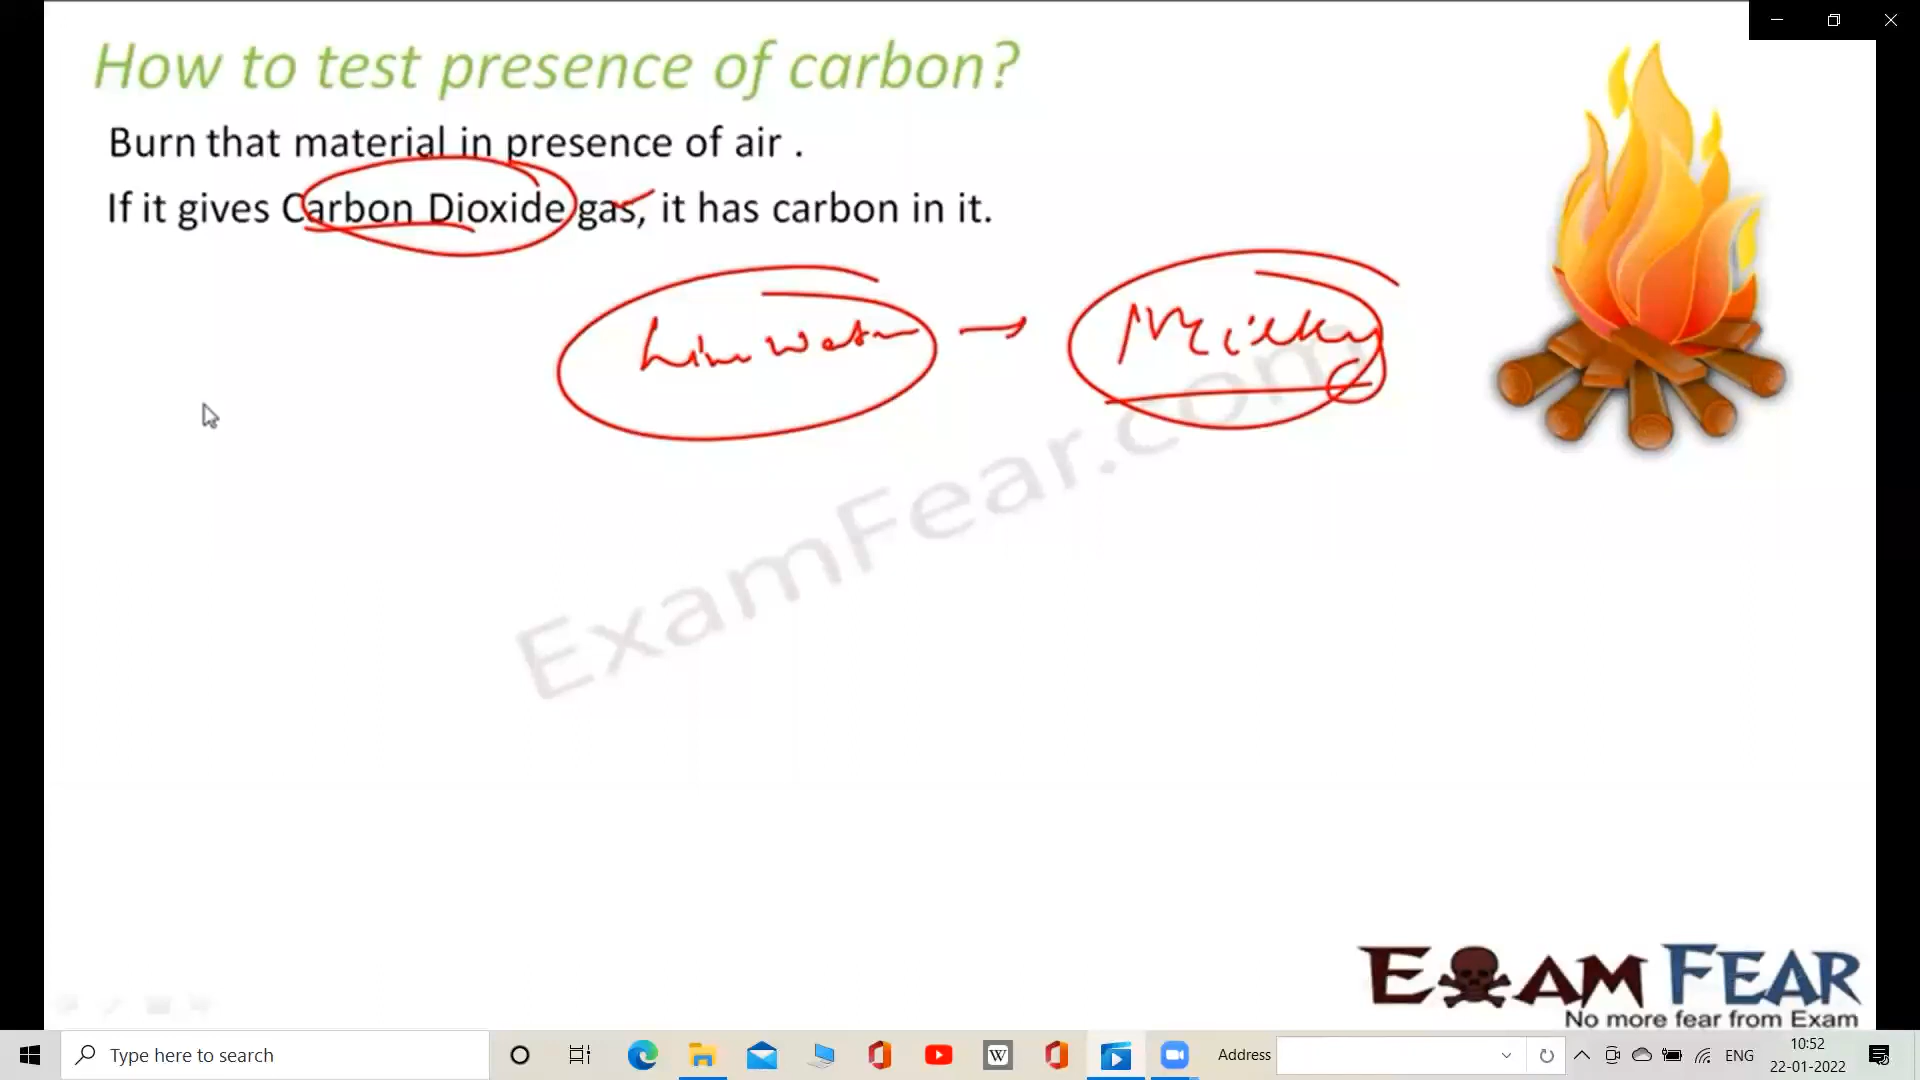 How to test presence of carbon?
Burn that material in presence of air .
If it gives Carbon Dioxide gas, it has carbon in it.
Lime water → Milky
ExamFear.com
EXAM FEAR
No more fear from Exam
Type here to search
Address
ENG
10:52
22-01-2022